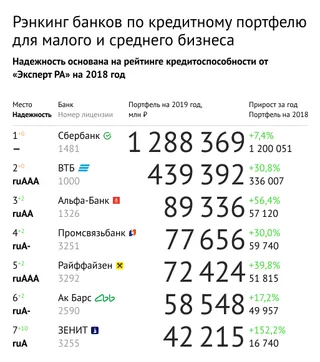 Рэнкинг банков по кредитному портфелю
для малого и среднего бизнеса
Надежность основана на рейтинге кредитоспособности от
«Эксперт РА» на 2018 год
Место Банк Портфель на 2019 год, Прирост за год
Надежность Номер лицензии млн ₽ Портфель на 2018
1 +0 Сбербанк 1 288 369 +7,4%
— 1481 1 200 051
2 +0 ВТБ 439 392 +30,8%
ruAAA 1000 336 007
3 +2 Альфа-Банк 89 336 +56,4%
ruAA 1326 57 120
4 +2 Промсвязьбанк 77 656 +30,0%
ruA- 3251 59 740
5 +2 Райффайзен 72 424 +39,8%
ruAAA 3292 51 815
6 +2 Ак Барс 58 548 +17,2%
ruA- 2590 49 957
7 +10 ЗЕНИТ 42 215 +152,2%
ruA 3255 16 740